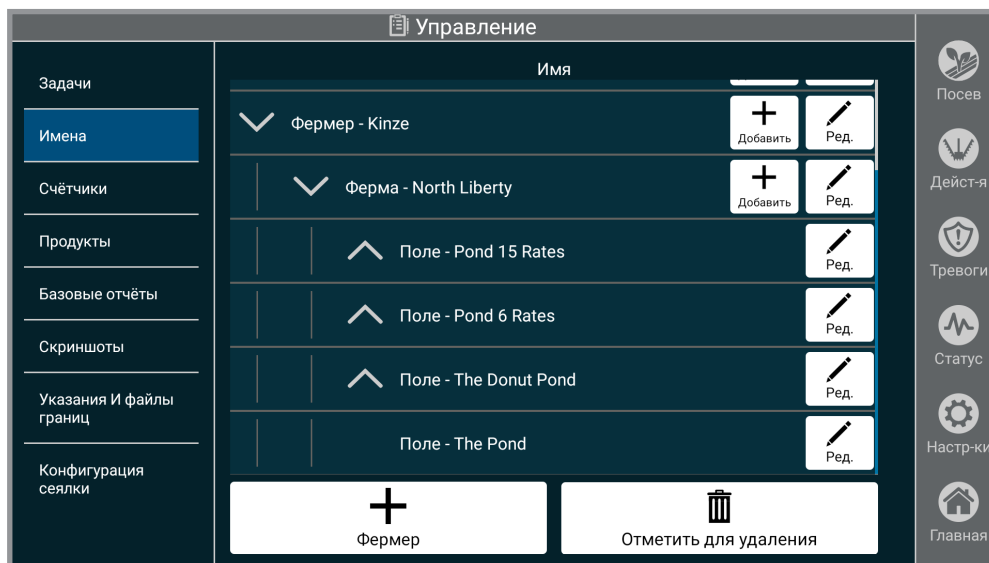 Управление
Задачи
Имена
Счётчики
Продукты
Базовые отчёты
Скриншоты
Указания И файлы
границ
Конфигурация
сеялки
Имя
Фермер - Kinze
Добавить
Ред.
Ферма - North Liberty
Добавить
Ред.
Поле - Pond 15 Rates
Ред.
Поле - Pond 6 Rates
Ред.
Поле - The Donut Pond
Ред.
Поле - The Pond
Ред.
Фермер
Отметить для удаления
Посев
Дейст-я
Тревоги
Статус
Настр-ки
Главная